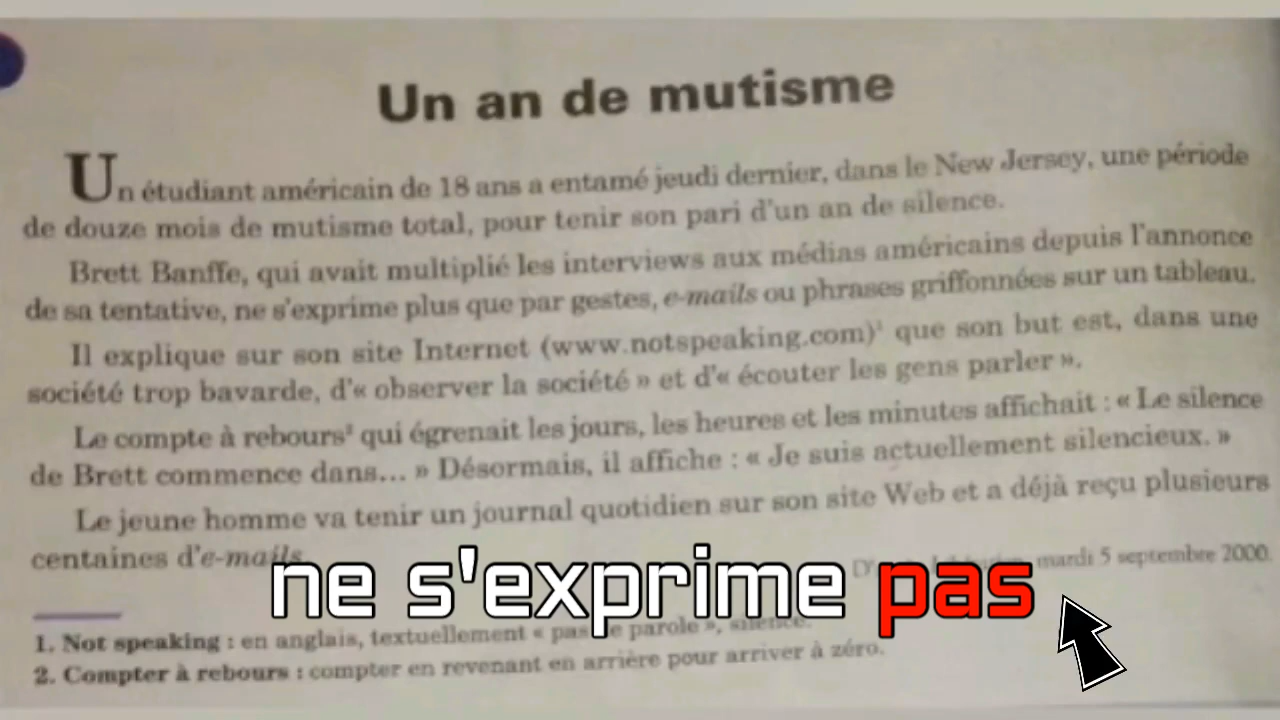 Un an de mutisme
Un étudiant américain de 18 ans a entamé jeudi dernier, dans le New Jersey, une période
de douze mois de mutisme total, pour tenir son pari d'un an de silence.
Brett Banffe, qui avait multiplié les interviews aux médias américains depuis l'annonce
de sa tentative, ne s'exprime plus que par gestes, e-mails ou phrases griffonnées sur un tableau.
Il explique sur son site Internet (www.notspeaking.com)¹ que son but est, dans une
société trop bavarde, d'« observer la société » et d'« écouter les gens parler ».
Le compte à rebours² qui égrenait les jours, les heures et les minutes affichait : « Le silence
de Brett commence dans... » Désormais, il affiche : « Je suis actuellement silencieux. »
Le jeune homme va tenir un journal quotidien sur son site Web et a déjà reçu plusieurs
centaines d'e-mails.
mardi 5 septembre 2000.
ne s'exprime pas
1. Not speaking : en anglais, textuellement « pas de parole », silence.
2. Compter à rebours : compter en revenant en arrière pour arriver à zéro.